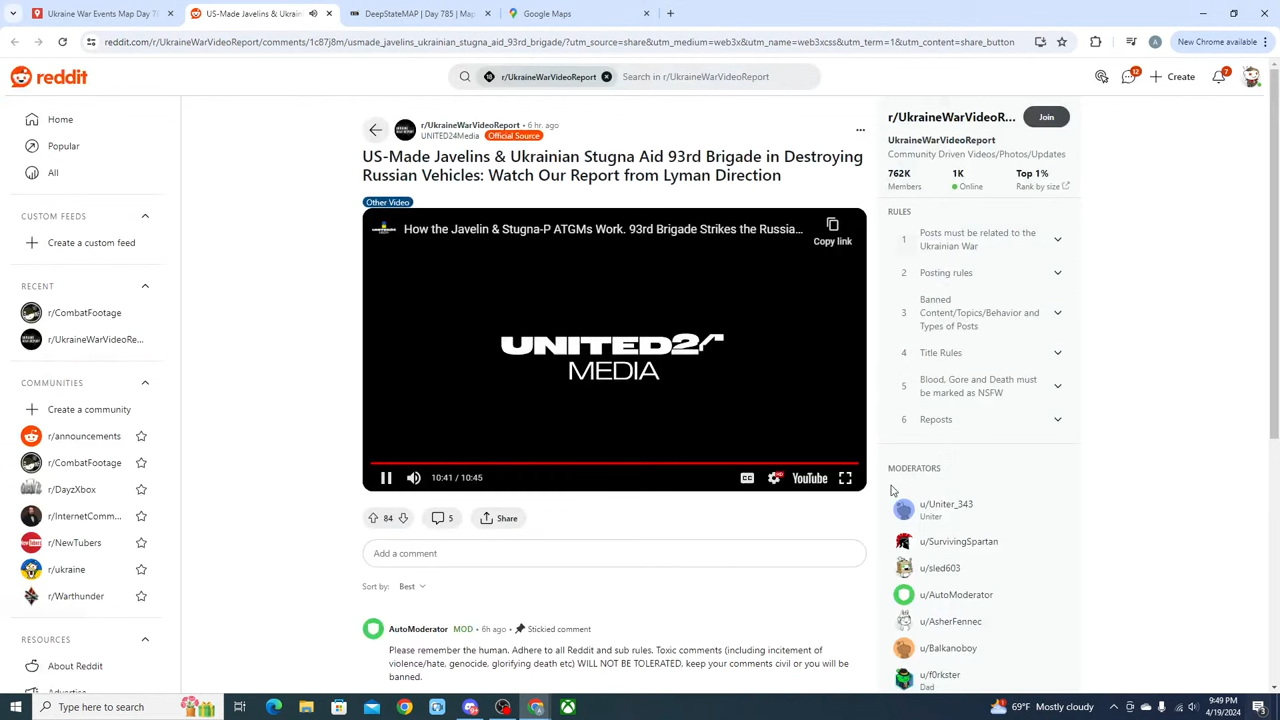 Ukraine War Events Map Day 7
US-Made Javelins & Ukrainian
DeepStateMAP | Day 785 | Map
Google Maps
reddit.com/r/UkraineWarVideoReport/comments/1c87j8m/usmade_javelins_ukrainian_stugna_aid_93rd_brigade/?utm_source=share&utm_medium=web3x&utm_name=web3xcss&utm_term=1&utm_content=share_button
New Chrome available
reddit
r/UkraineWarVideoReport
Search in r/UkraineWarVideoReport
12
Create
7
Home
Popular
All
CUSTOM FEEDS
Create a custom feed
RECENT
r/CombatFootage
r/UkraineWarVideoRe...
COMMUNITIES
Create a community
r/announcements
r/CombatFootage
r/DayzXbox
r/InternetComm...
r/NewTubers
r/ukraine
r/Warthunder
RESOURCES
About Reddit
Advertise
r/UkraineWarVideoReport • 6 hr. ago
UNITED24Media Official Source
US-Made Javelins & Ukrainian Stugna Aid 93rd Brigade in Destroying
Russian Vehicles: Watch Our Report from Lyman Direction
Other Video
How the Javelin & Stugna-P ATGMs Work. 93rd Brigade Strikes the Russia...
Copy link
UNITED24
MEDIA
10:41 / 10:45
CC
HD
YouTube
84
5
Share
Add a comment
Sort by: Best
AutoModerator MOD • 6h ago • Stickied comment
Please remember the human. Adhere to all Reddit and sub rules. Toxic comments (including incitement of
violence/hate, genocide, glorifying death etc) WILL NOT BE TOLERATED, keep your comments civil or you will be
banned.
r/UkraineWarVideoR...
Join
UkraineWarVideoReport
Community Driven Videos/Photos/Updates
762K 1K Top 1%
Members Online Rank by size
RULES
1 Posts must be related to the
Ukrainian War
2 Posting rules
3 Banned
Content/Topics/Behavior and
Types of Posts
4 Title Rules
5 Blood, Gore and Death must
be marked as NSFW
6 Reposts
MODERATORS
u/Uniter_343
Uniter
u/SurvivingSpartan
u/sled603
u/AutoModerator
u/AsherFennec
u/Balkanoboy
u/f0rkster
Dad
Type here to search
69°F Mostly cloudy
9:49 PM
4/19/2024